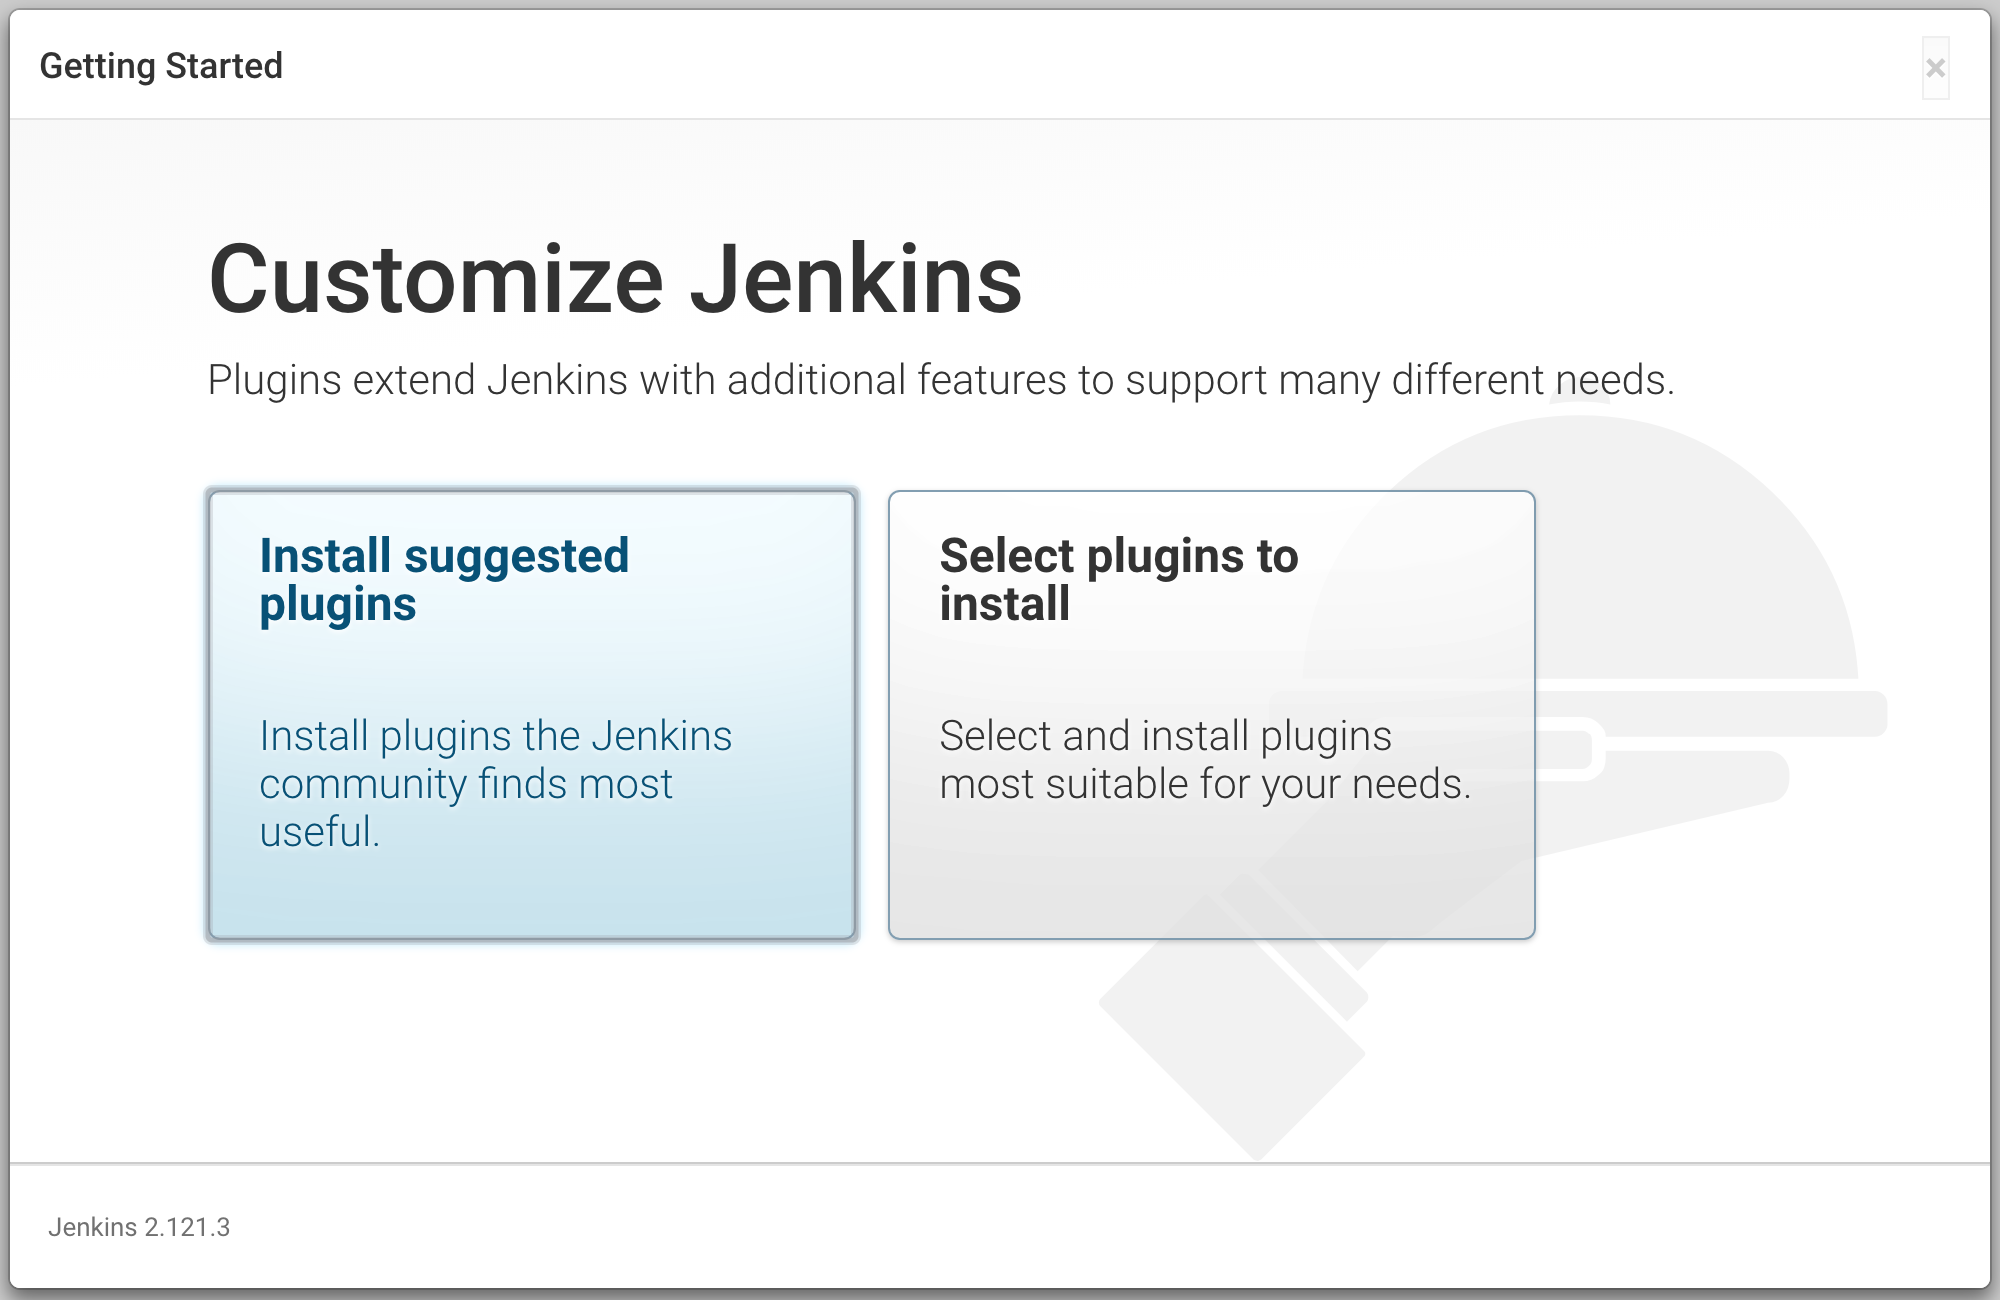 Getting Started
×
Customize Jenkins
Plugins extend Jenkins with additional features to support many different needs.
Install suggested
plugins
Install plugins the Jenkins
community finds most
useful.
Select plugins to
install
Select and install plugins
most suitable for your needs.
Jenkins 2.121.3